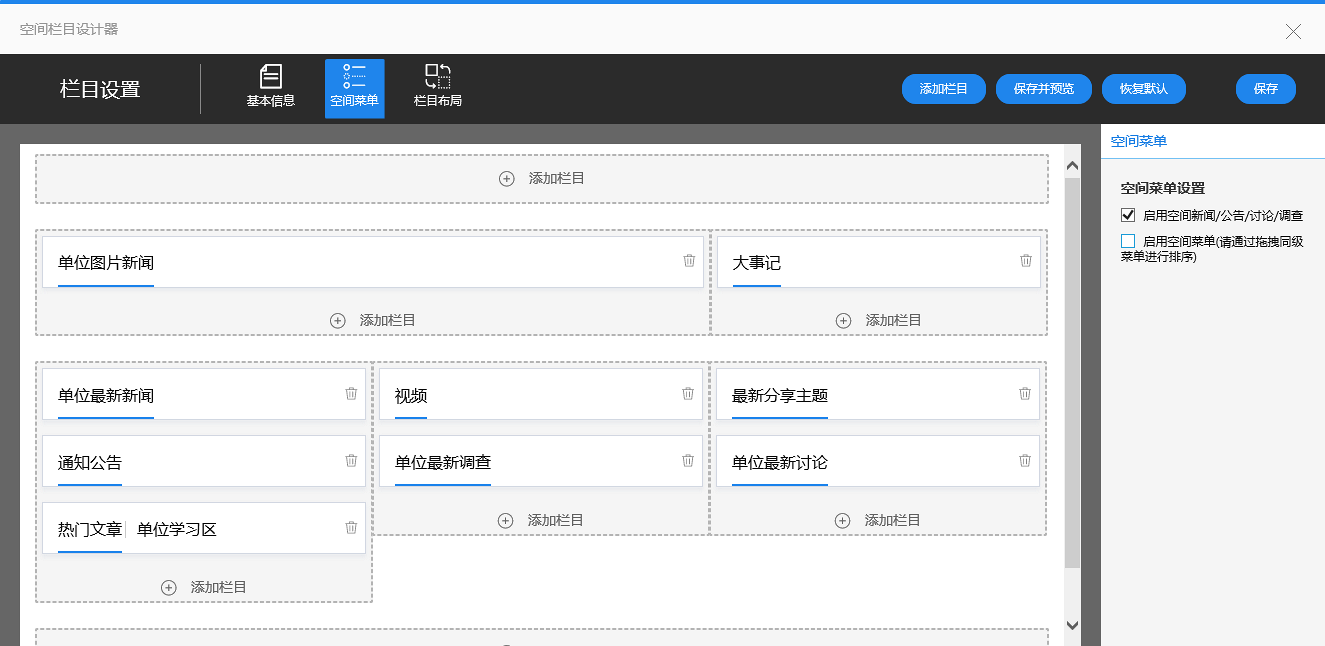 空间栏目设计器
栏目设置
基本信息
空间菜单
栏目布局
添加栏目
保存并预览
恢复默认
保存
空间菜单
空间菜单设置
启用空间新闻/公告/讨论/调查
启用空间菜单(请通过拖拽同级
菜单进行排序)
添加栏目
单位图片新闻
添加栏目
大事记
添加栏目
单位最新新闻
通知公告
热门文章 单位学习区
添加栏目
视频
单位最新调查
添加栏目
最新分享主题
单位最新讨论
添加栏目